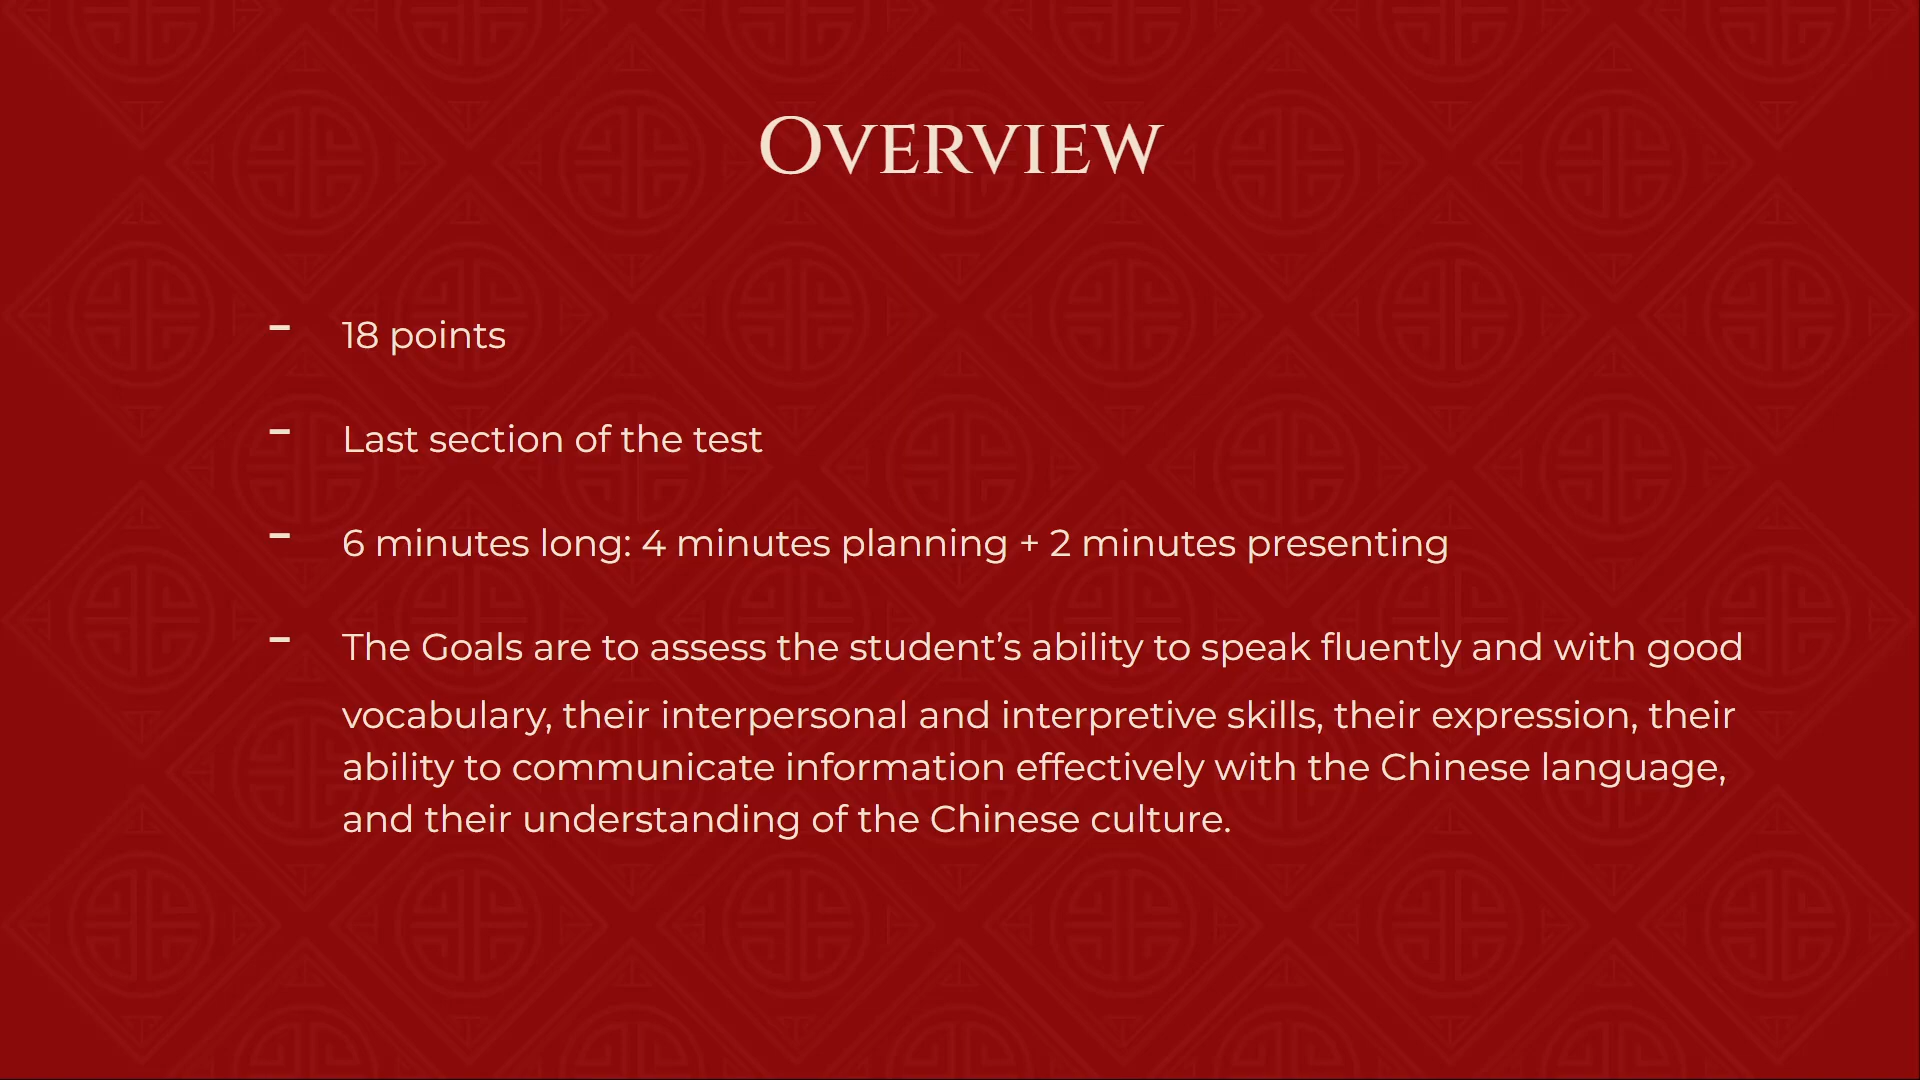 Overview
- 18 points
- Last section of the test
- 6 minutes long: 4 minutes planning + 2 minutes presenting
- The Goals are to assess the student’s ability to speak fluently and with good
vocabulary, their interpersonal and interpretive skills, their expression, their
ability to communicate information effectively with the Chinese language,
and their understanding of the Chinese culture.